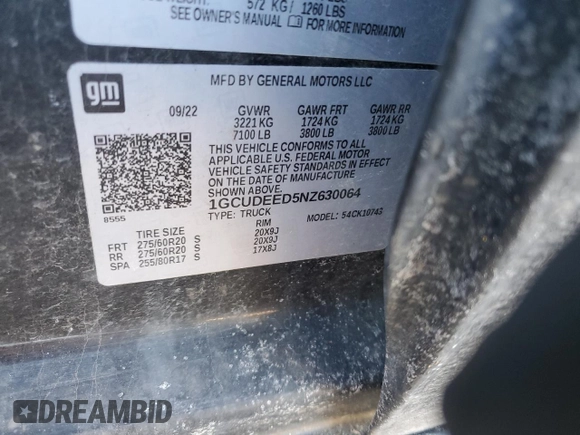 572 KG / 1260 LBS
SEE OWNER'S MANUAL FOR MORE INFORMATION
gm
MFD BY GENERAL MOTORS LLC
09/22 GVWR GAWR FRT GAWR RR
3221 KG 1724 KG 1724 KG
7100 LB 3800 LB 3800 LB
THIS VEHICLE CONFORMS TO ALL
APPLICABLE U.S. FEDERAL MOTOR
VEHICLE SAFETY STANDARDS IN EFFECT
ON THE DATE OF MANUFACTURE
SHOWN ABOVE.
1GCUDEED5NZ630064
TYPE: TRUCK MODEL: 54CK10743
8555
TIRE SIZE RIM
FRT 275/60R20 S 20X9J
RR 275/60R20 S 20X9J
SPA 255/80R17 S 17X8J
DREAMBID